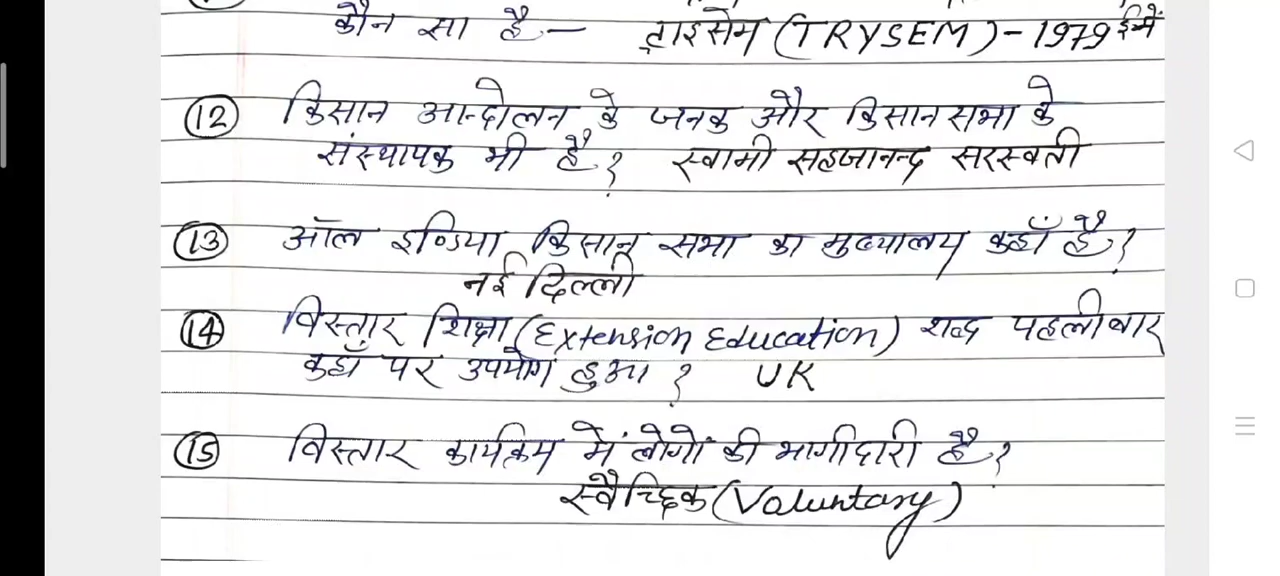 कौन सा है — ट्राइसेम (TRYSEM) - 1979 ई॰में
(12) किसान आन्दोलन के जनक और किसान सभा के
संस्थापक भी है? स्वामी सहजानन्द सरस्वती
(13) ऑल इण्डिया किसान सभा का मुख्यालय कहाँ है?
नई दिल्ली
(14) विस्तार शिक्षा (Extension Education) शब्द पहली बार
कहाँ पर उपयोग हुआ? UK
(15) विस्तार कार्यक्रम में लोगों की भागीदारी है?
स्वैच्छिक (Voluntary)